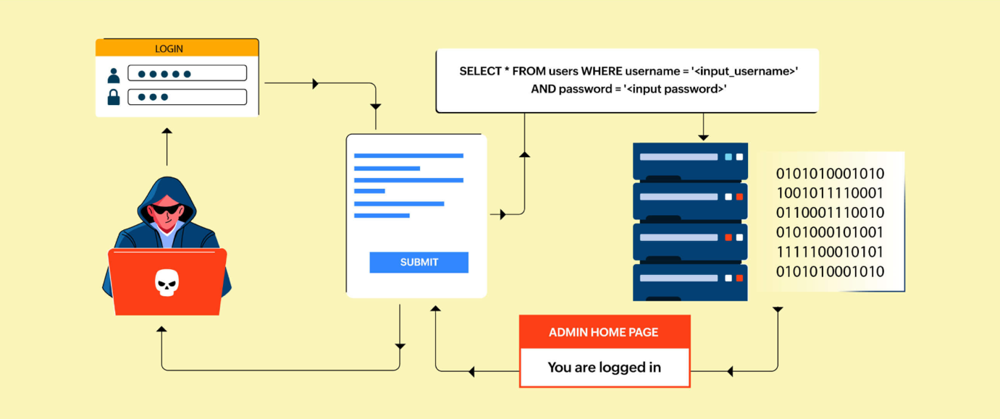 LOGIN
SELECT * FROM users WHERE username = '<input_username>'
AND password = '<input password>'
SUBMIT
0101010001010
1001011110001
0110001110010
0101000101001
1111100010101
0101010001010
ADMIN HOME PAGE
You are logged in